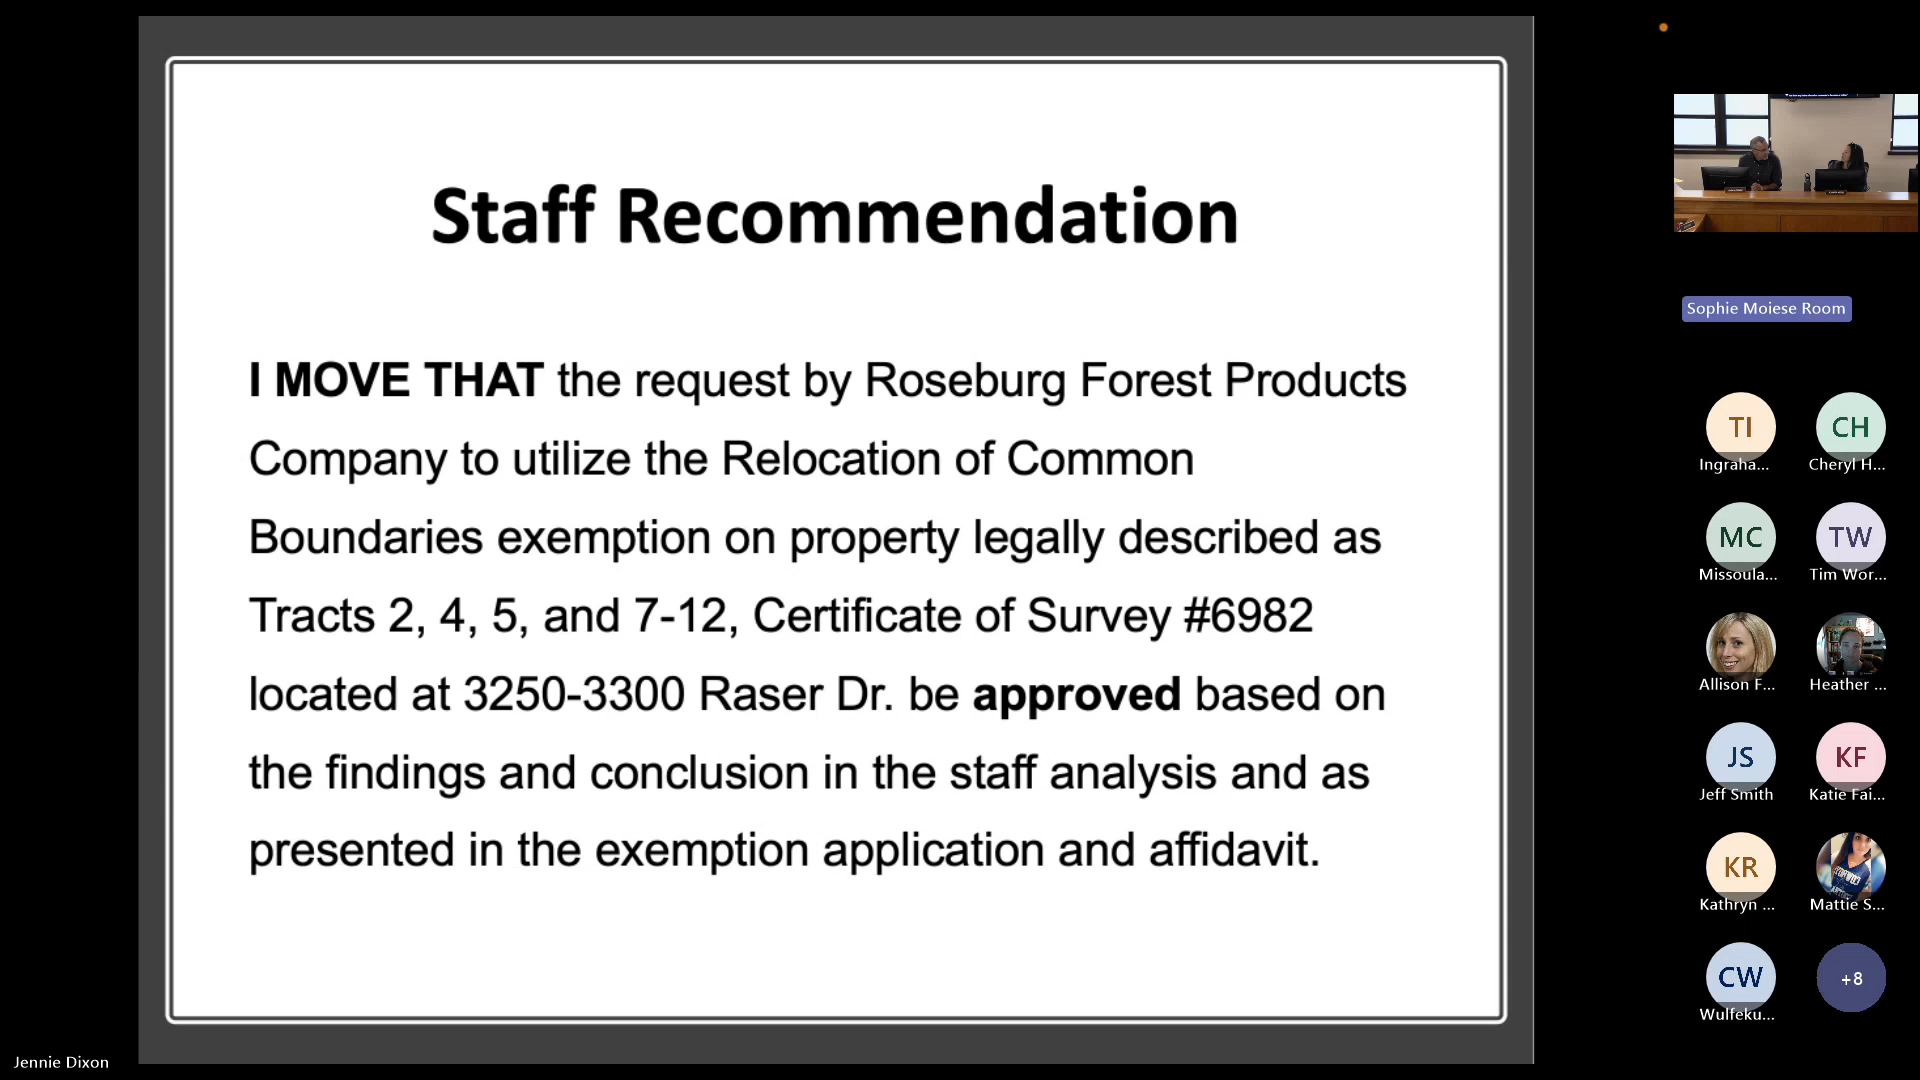 Staff Recommendation
I MOVE THAT the request by Roseburg Forest Products
Company to utilize the Relocation of Common
Boundaries exemption on property legally described as
Tracts 2, 4, 5, and 7-12, Certificate of Survey #6982
located at 3250-3300 Raser Dr. be approved based on
the findings and conclusion in the staff analysis and as
presented in the exemption application and affidavit.
Sophie Moiese Room
TI
CH
Ingraha...
Cheryl H...
MC
TW
Missoula...
Tim Wor...
Allison F...
Heather ...
JS
KF
Jeff Smith
Katie Fai...
KR
Kathryn ...
Mattie S...
CW
+8
Wulfeku...
Jennie Dixon